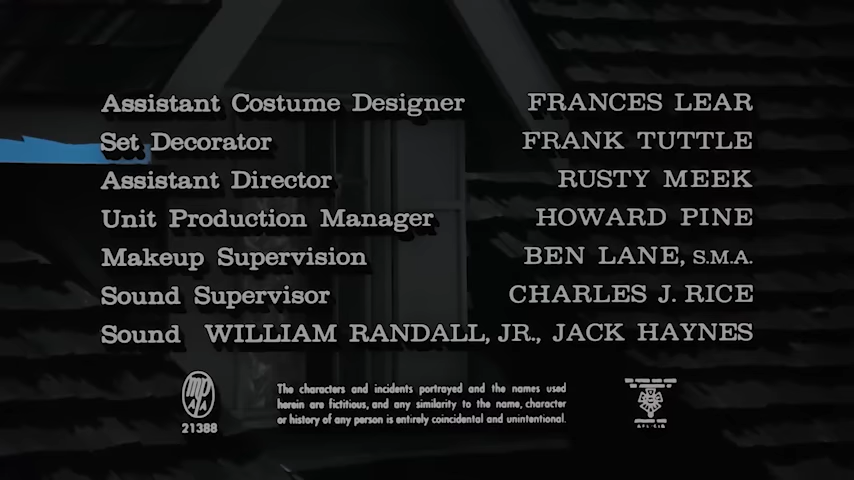 Assistant Costume Designer FRANCES LEAR
Set Decorator FRANK TUTTLE
Assistant Director RUSTY MEEK
Unit Production Manager HOWARD PINE
Makeup Supervision BEN LANE, S.M.A.
Sound Supervisor CHARLES J. RICE
Sound WILLIAM RANDALL, JR., JACK HAYNES
The characters and incidents portrayed and the names used
herein are fictitious, and any similarity to the name, character
or history of any person is entirely coincidental and unintentional.
21388